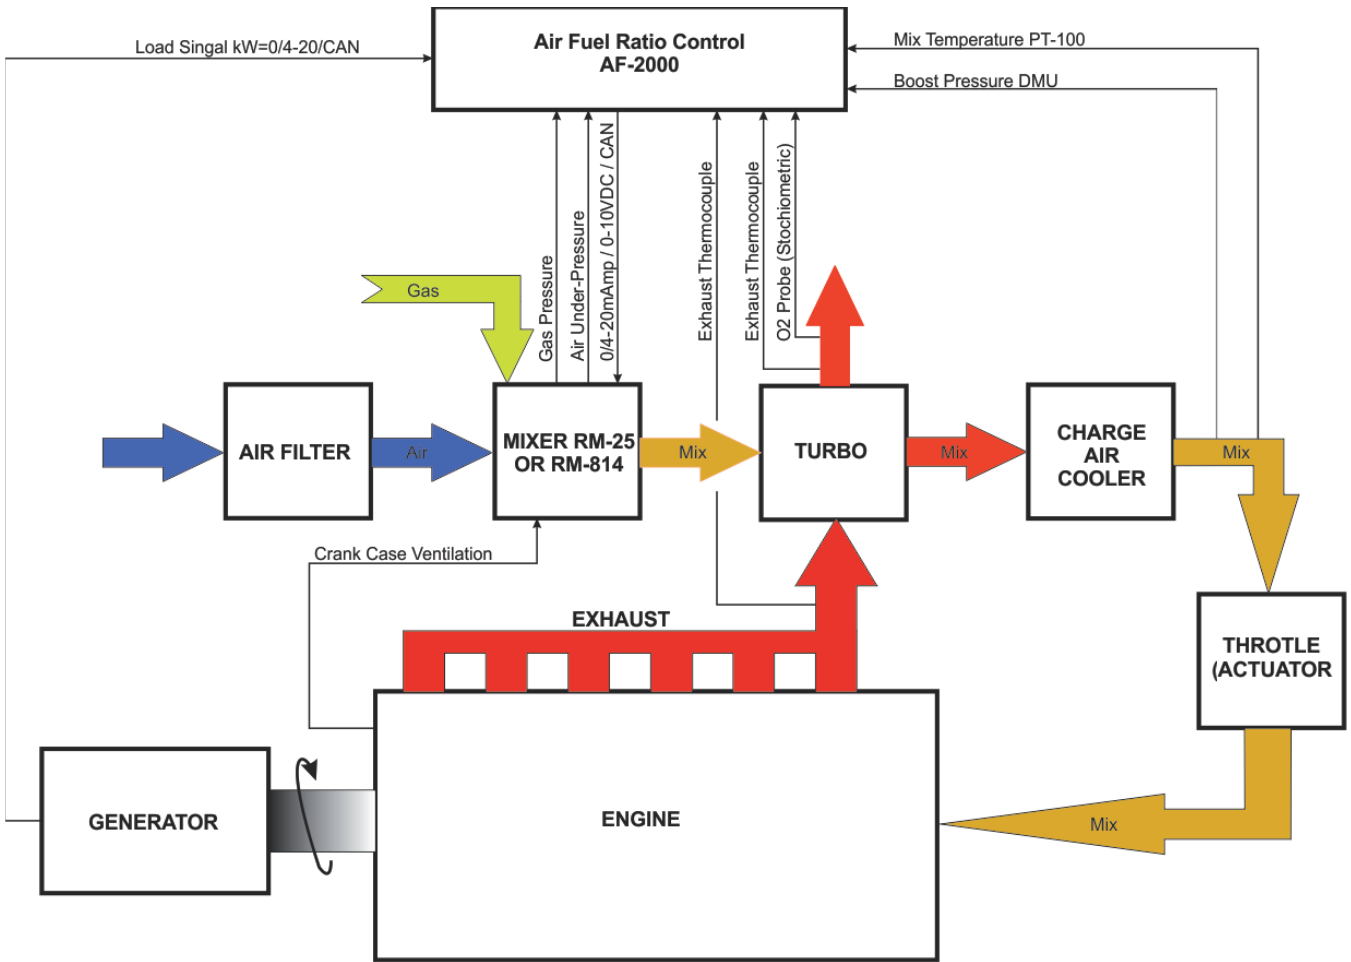 Load Singal kW=0/4-20/CAN
Air Fuel Ratio Control
AF-2000
Mix Temperature PT-100
Boost Pressure DMU
Gas Pressure
Air Under-Pressure
0/4-20mAmp / 0-10VDC / CAN
Exhaust Thermocouple
Exhaust Thermocouple
O2 Probe (Stochiometric)
Gas
AIR FILTER
Air
MIXER RM-25
OR RM-814
Mix
TURBO
Mix
CHARGE
AIR
COOLER
Mix
Crank Case Ventilation
EXHAUST
THROTLE
(ACTUATOR
GENERATOR
ENGINE
Mix